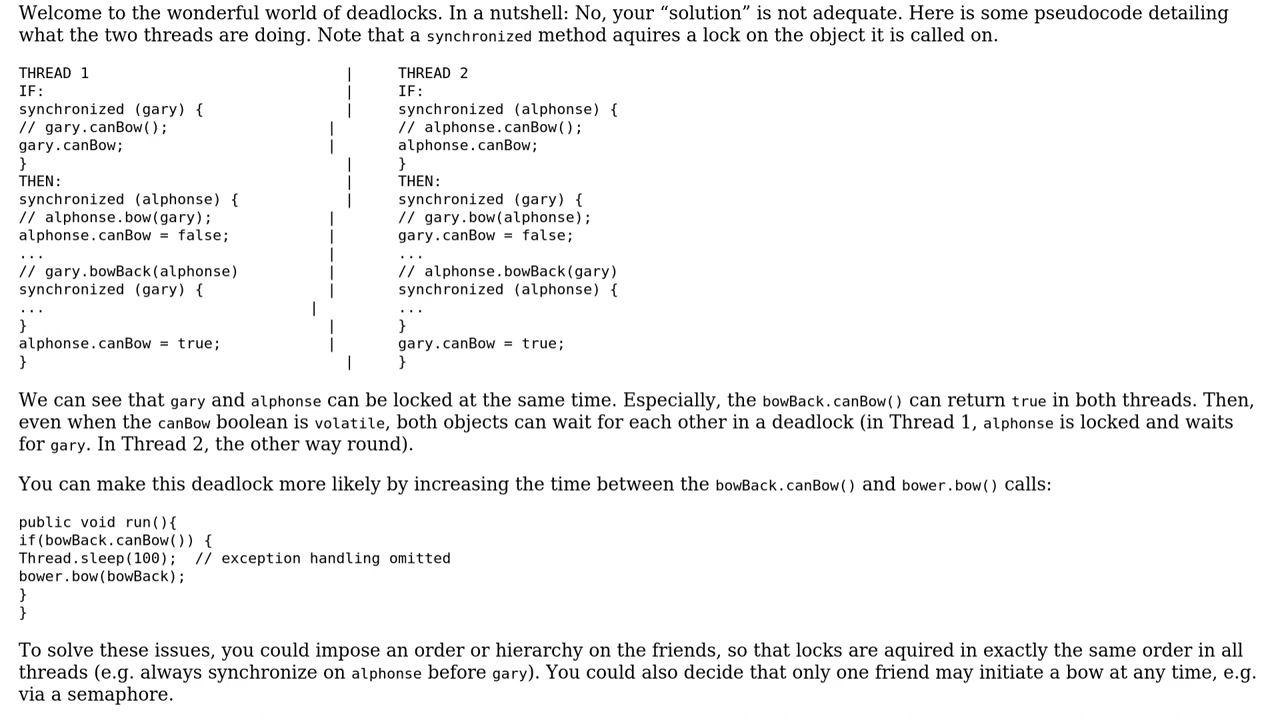 Welcome to the wonderful world of deadlocks. In a nutshell: No, your “solution” is not adequate. Here is some pseudocode detailing
what the two threads are doing. Note that a synchronized method aquires a lock on the object it is called on.
THREAD 1                              |     THREAD 2
IF:                                   |     IF:
synchronized (gary) {                 |     synchronized (alphonse) {
// gary.canBow();                   |       // alphonse.canBow();
gary.canBow;                        |       alphonse.canBow;
}                                     |     }
THEN:                                 |     THEN:
synchronized (alphonse) {             |     synchronized (gary) {
// alphonse.bow(gary);              |       // gary.bow(alphonse);
alphonse.canBow = false;            |       gary.canBow = false;
...                                 |       ...
// gary.bowBack(alphonse)           |       // alphonse.bowBack(gary)
synchronized (gary) {               |       synchronized (alphonse) {
...                               |         ...
}                                   |       }
alphonse.canBow = true;             |       gary.canBow = true;
}                                     |     }
We can see that gary and alphonse can be locked at the same time. Especially, the bowBack.canBow() can return true in both threads. Then,
even when the canBow boolean is volatile, both objects can wait for each other in a deadlock (in Thread 1, alphonse is locked and waits
for gary. In Thread 2, the other way round).
You can make this deadlock more likely by increasing the time between the bowBack.canBow() and bower.bow() calls:
public void run(){
if(bowBack.canBow()) {
Thread.sleep(100);  // exception handling omitted
bower.bow(bowBack);
}
}
To solve these issues, you could impose an order or hierarchy on the friends, so that locks are aquired in exactly the same order in all
threads (e.g. always synchronize on alphonse before gary). You could also decide that only one friend may initiate a bow at any time, e.g.
via a semaphore.